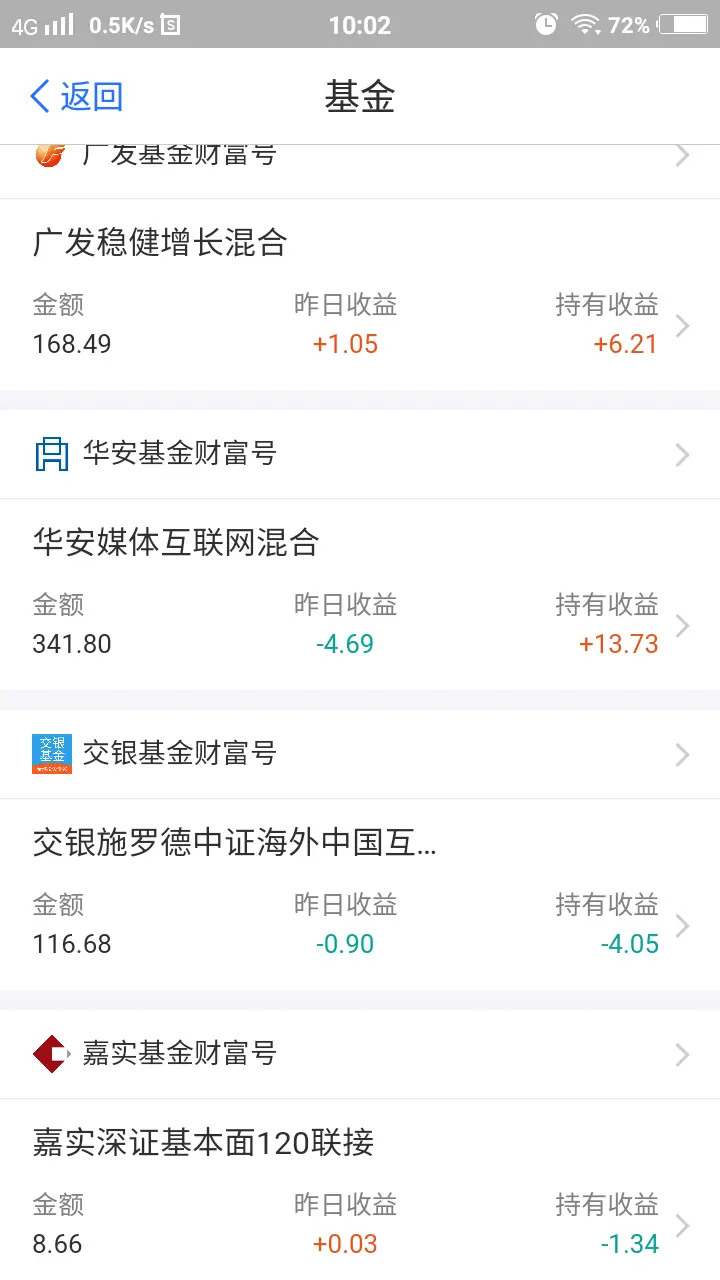 4G 0.5K/s S 10:02 72%
返回 基金
广发基金财富号
广发稳健增长混合
金额 昨日收益 持有收益
168.49 +1.05 +6.21
华安基金财富号
华安媒体互联网混合
金额 昨日收益 持有收益
341.80 -4.69 +13.73
交银
基金
交银基金财富号
交银施罗德中证海外中国互...
金额 昨日收益 持有收益
116.68 -0.90 -4.05
嘉实基金财富号
嘉实深证基本面120联接
金额 昨日收益 持有收益
8.66 +0.03 -1.34